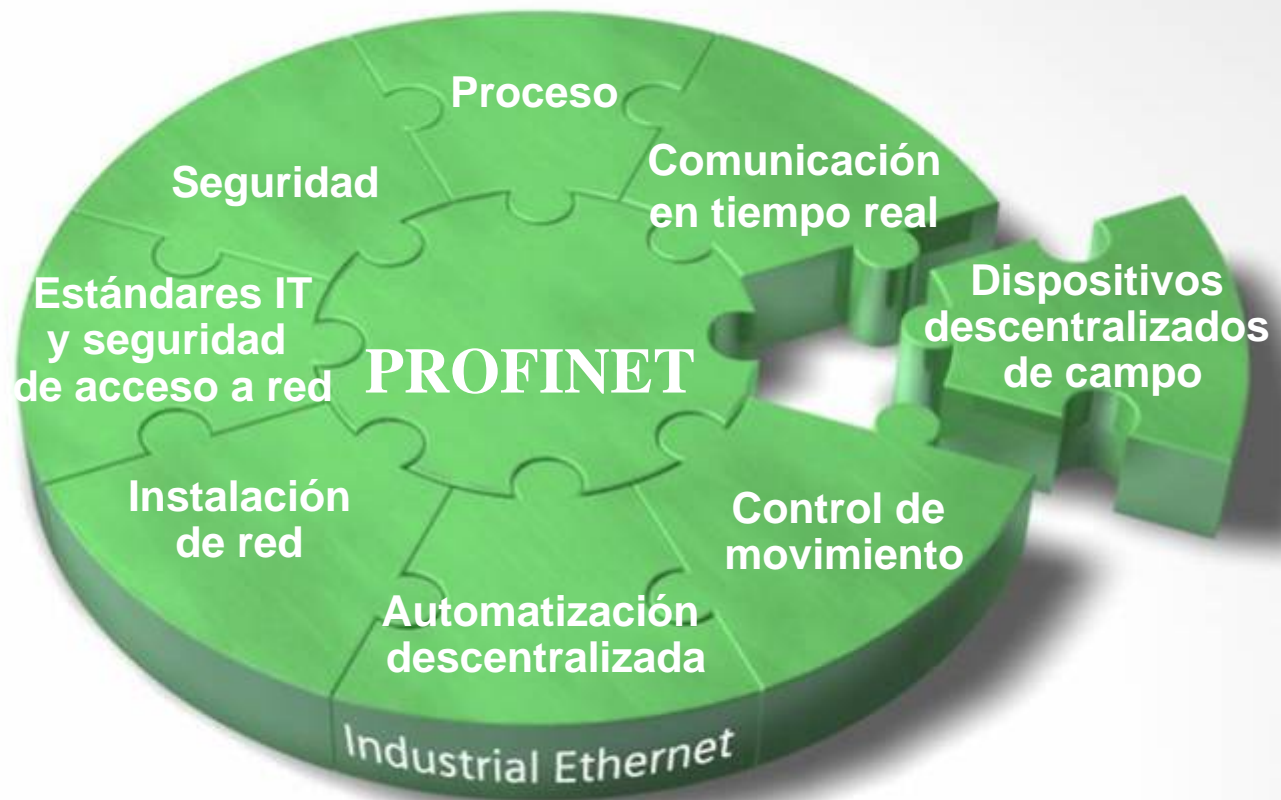 Proceso
Comunicación
en tiempo real
Seguridad
Dispositivos
descentralizados
de campo
Estándares IT
y seguridad
de acceso a red
PROFINET
Instalación
de red
Control de
movimiento
Automatización
descentralizada
Industrial Ethernet